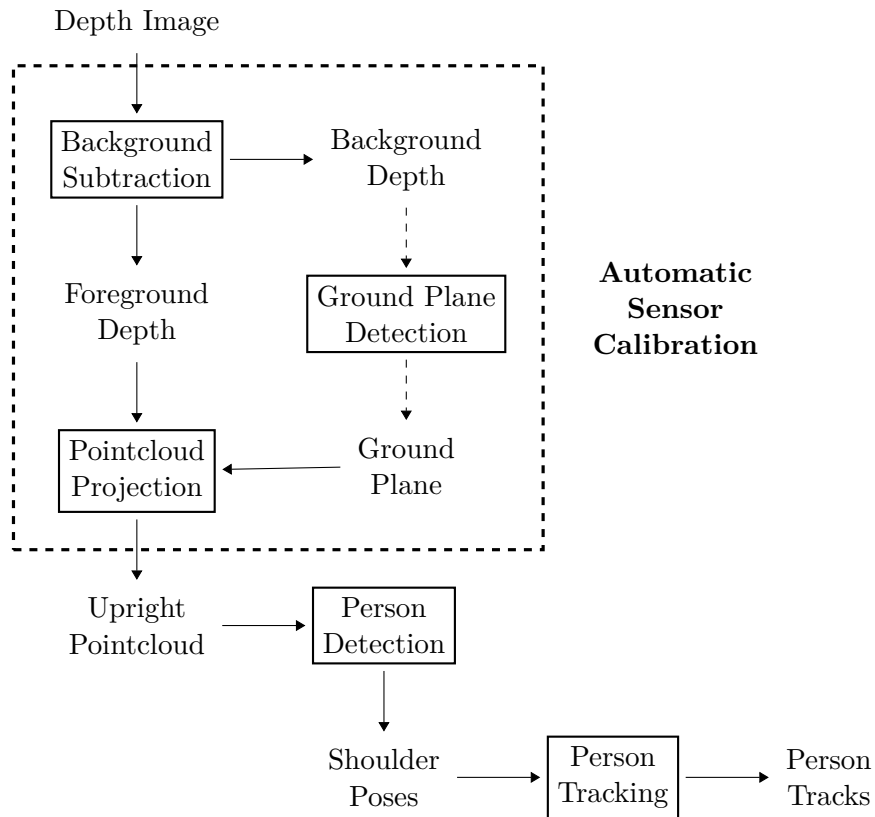 Depth Image
Background
Subtraction
Background
Depth
Foreground
Depth
Ground Plane
Detection
Automatic
Sensor
Calibration
Pointcloud
Projection
Ground
Plane
Upright
Pointcloud
Person
Detection
Shoulder
Poses
Person
Tracking
Person
Tracks